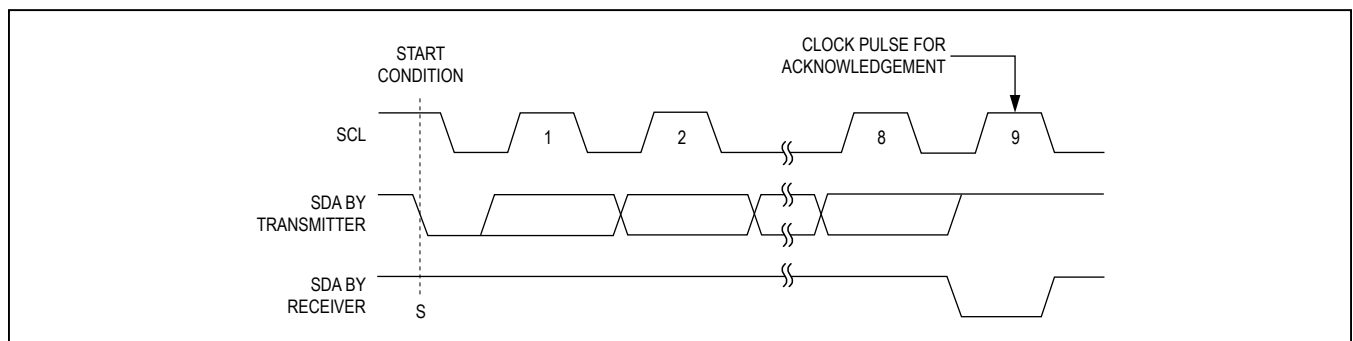 START
CONDITION
CLOCK PULSE FOR
ACKNOWLEDGEMENT
SCL
1
2
8
9
SDA BY
TRANSMITTER
SDA BY
RECEIVER
S